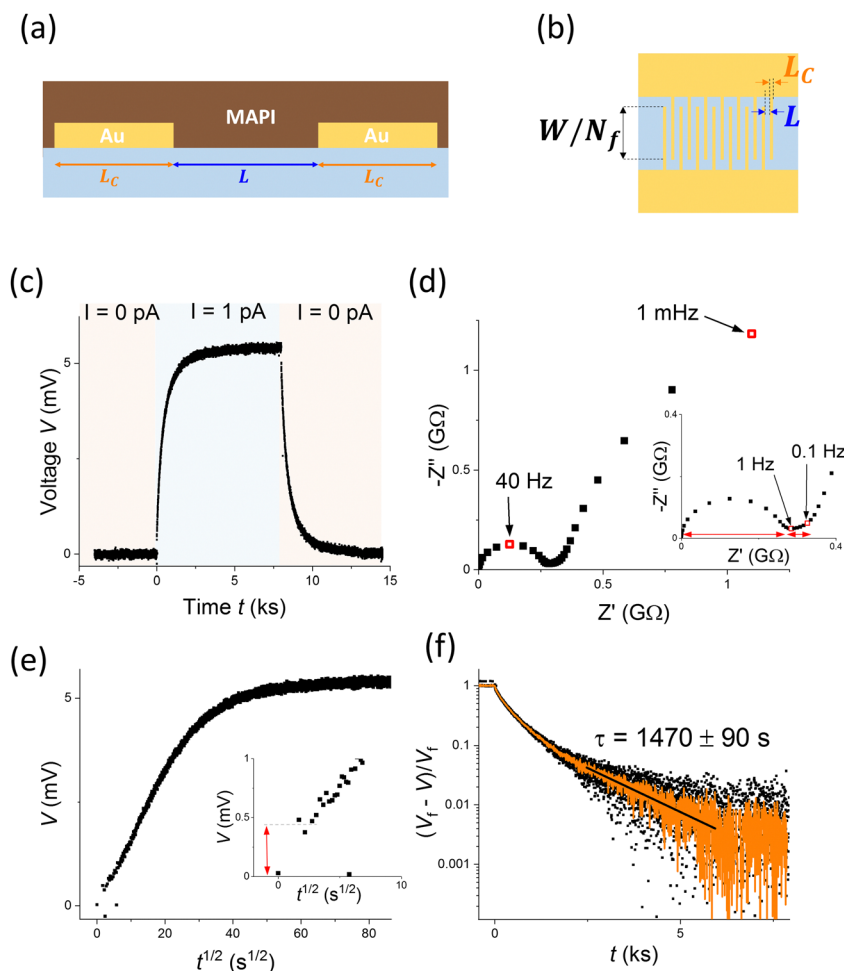 (a)
MAPI
Au
Au
L_C
L
L_C
(b)
L_C
L
W/N_f
(c)
I = 0 pA
I = 1 pA
I = 0 pA
5
0
Voltage V (mV)
-5
0
5
10
15
Time t (ks)
(d)
1 mHz
40 Hz
1
0.5
0
-Z'' (GΩ)
0
0.5
1
Z' (GΩ)
0.4
0
-Z'' (GΩ)
1 Hz
0.1 Hz
0
0.4
Z' (GΩ)
(e)
5
0
V (mV)
0
20
40
60
80
t^1/2 (s^1/2)
1
0.5
0
V (mV)
0
10
t^1/2 (s^1/2)
(f)
τ = 1470 ± 90 s
1
0.1
0.01
0.001
(V_f - V)/V_f
0
5
t (ks)